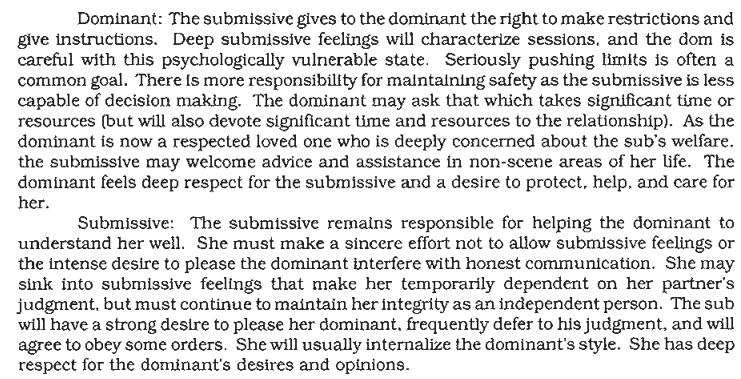 Dominant: The submissive gives to the dominant the right to make restrictions and
give instructions. Deep submissive feelings will characterize sessions, and the dom is
careful with this psychologically vulnerable state. Seriously pushing limits is often a
common goal. There is more responsibility for maintaining safety as the submissive is less
capable of decision making. The dominant may ask that which takes significant time or
resources (but will also devote significant time and resources to the relationship). As the
dominant is now a respected loved one who is deeply concerned about the sub's welfare.
the submissive may welcome advice and assistance in non-scene areas of her life. The
dominant feels deep respect for the submissive and a desire to protect, help, and care for
her.
Submissive: The submissive remains responsible for helping the dominant to
understand her well. She must make a sincere effort not to allow submissive feelings or
the intense desire to please the dominant interfere with honest communication. She may
sink into submissive feelings that make her temporarily dependent on her partner's
judgment, but must continue to maintain her integrity as an independent person. The sub
will have a strong desire to please her dominant, frequently defer to his judgment, and will
agree to obey some orders. She will usually internalize the dominant's style. She has deep
respect for the dominant's desires and opinions.